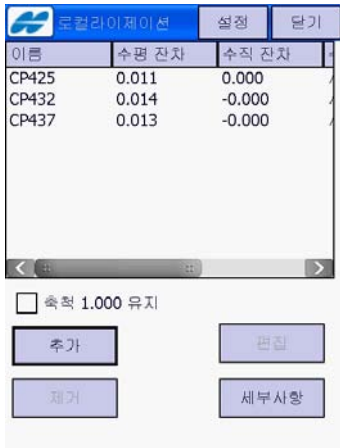 로컬라이제이션 설정 닫기
이름 수평 잔차 수직 잔차
CP425 0.011 0.000
CP432 0.014 -0.000
CP437 0.013 -0.000
축척 1.000 유지
추가 편집
제거 세부사항